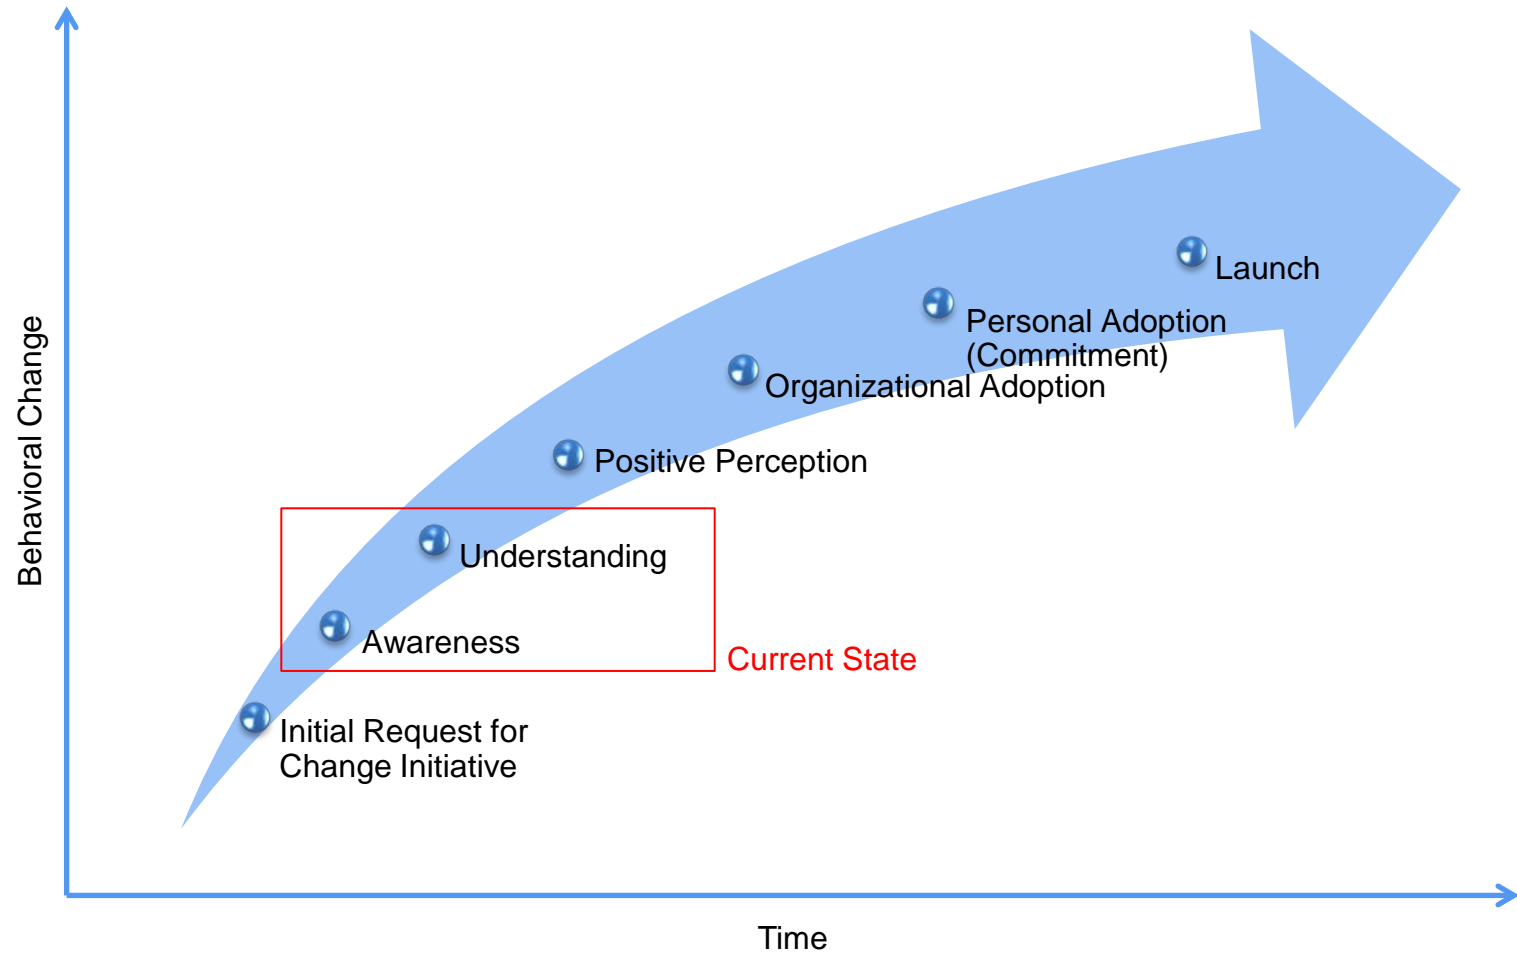 Behavioral Change
Launch
Personal Adoption
(Commitment)
Organizational Adoption
Positive Perception
Understanding
Awareness
Current State
Initial Request for
Change Initiative
Time